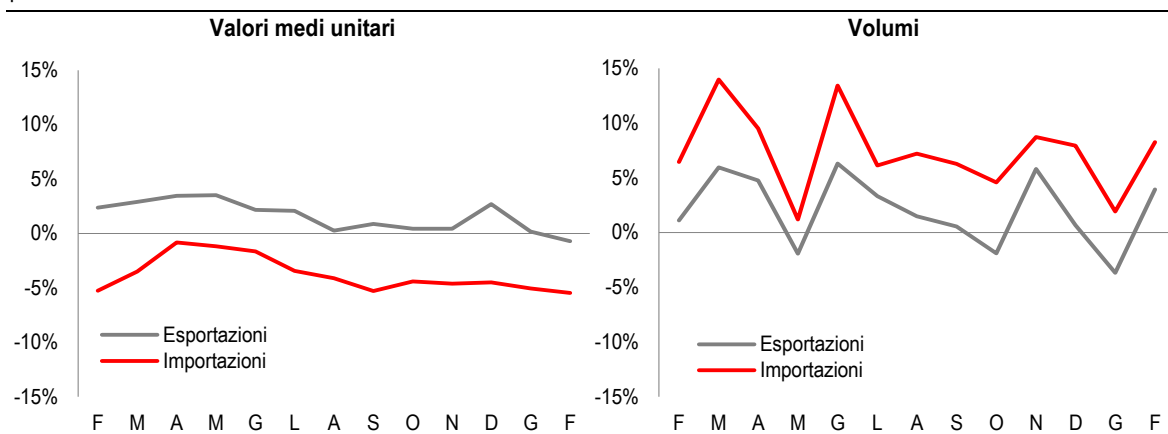 Valori medi unitari
15%
10%
5%
0%
-5%
-10%
-15%
Esportazioni
Importazioni
F M A M G L A S O N D G F
Volumi
15%
10%
5%
0%
-5%
-10%
-15%
Esportazioni
Importazioni
F M A M G L A S O N D G F